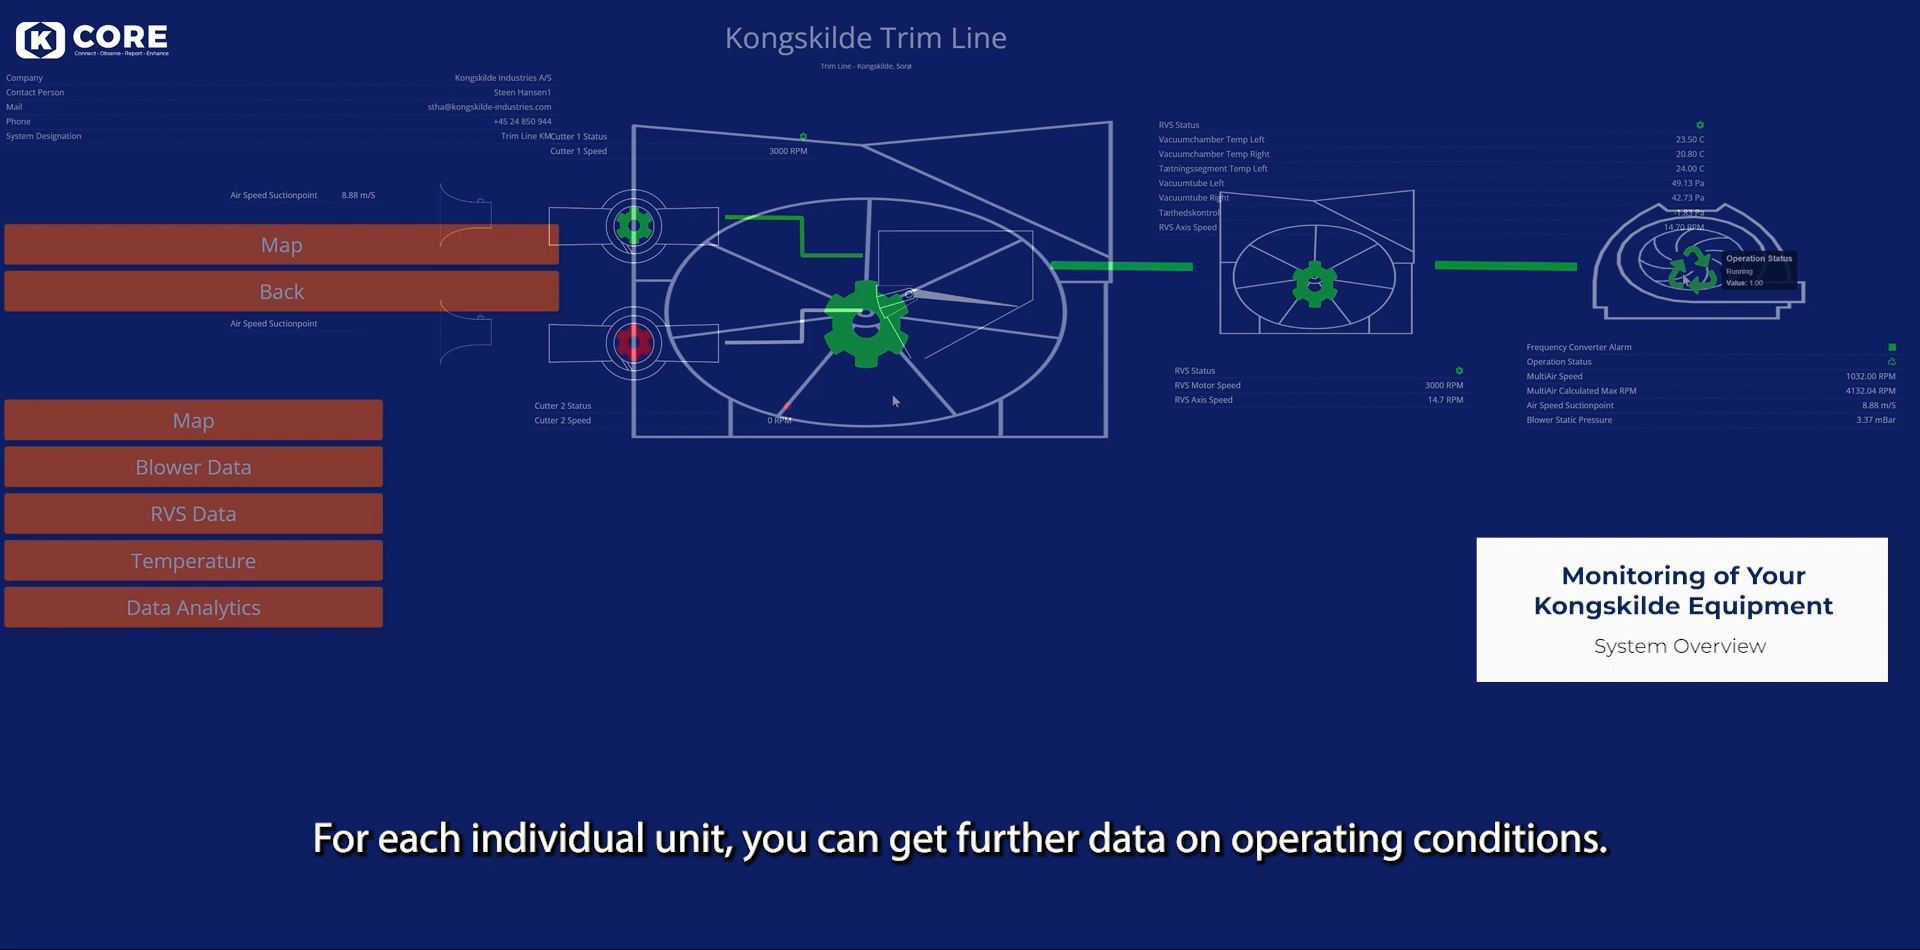 K CORE
Connect - Observe - Report - Enhance
Kongskilde Trim Line
Trim Line - Kongskilde, Sorø
Company Kongskilde Industries A/S
Contact Person Steen Hansen1
Mail stha@kongskilde-industries.com
Phone +45 24 850 944
System Designation Trim Line KM
Cutter 1 Status
Cutter 1 Speed 3000 RPM
Air Speed Suctionpoint 8.88 m/S
Map
Back
Air Speed Suctionpoint
Map
Blower Data
RVS Data
Temperature
Data Analytics
Cutter 2 Status
Cutter 2 Speed 0 RPM
RVS Status
Vacuumchamber Temp Left 23.50 C
Vacuumchamber Temp Right 20.80 C
Tætningssegment Temp Left 24.00 C
Vacuumtube Left 49.13 Pa
Vacuumtube Right 42.73 Pa
Tæthedskontrol -1.83 Pa
RVS Axis Speed 14.70 RPM
Operation Status
Running
Value: 1.00
RVS Status
RVS Motor Speed 3000 RPM
RVS Axis Speed 14.7 RPM
Frequency Converter Alarm
Operation Status
MultiAir Speed 1032.00 RPM
MultiAir Calculated Max RPM 4132.04 RPM
Air Speed Suctionpoint 8.88 m/S
Blower Static Pressure 3.37 mBar
Monitoring of Your
Kongskilde Equipment
System Overview
For each individual unit, you can get further data on operating conditions.